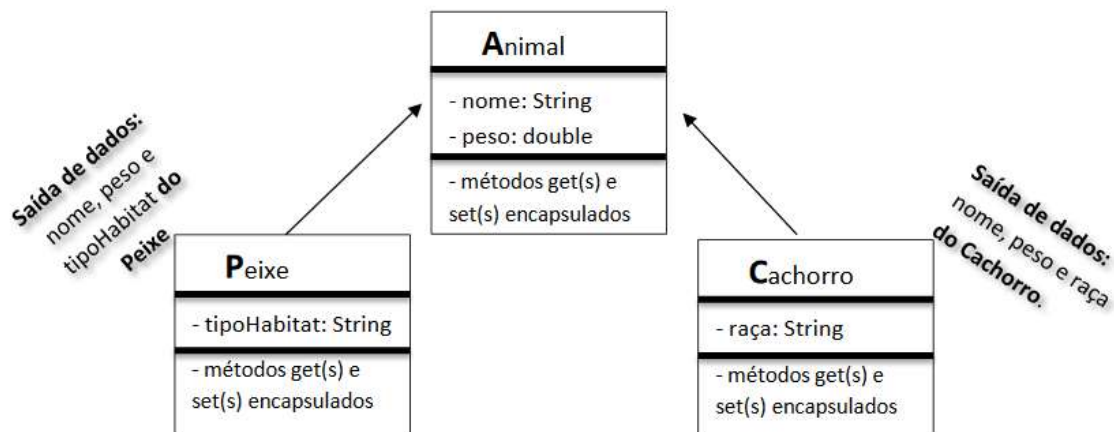 Animal
- nome: String
- peso: double
- métodos get(s) e
set(s) encapsulados
Saída de dados:
nome, peso e
tipoHabitat do
Peixe
Peixe
- tipoHabitat: String
- métodos get(s) e
set(s) encapsulados
Saída de dados:
nome, peso e raça
do Cachorro.
Cachorro
- raça: String
- métodos get(s) e
set(s) encapsulados